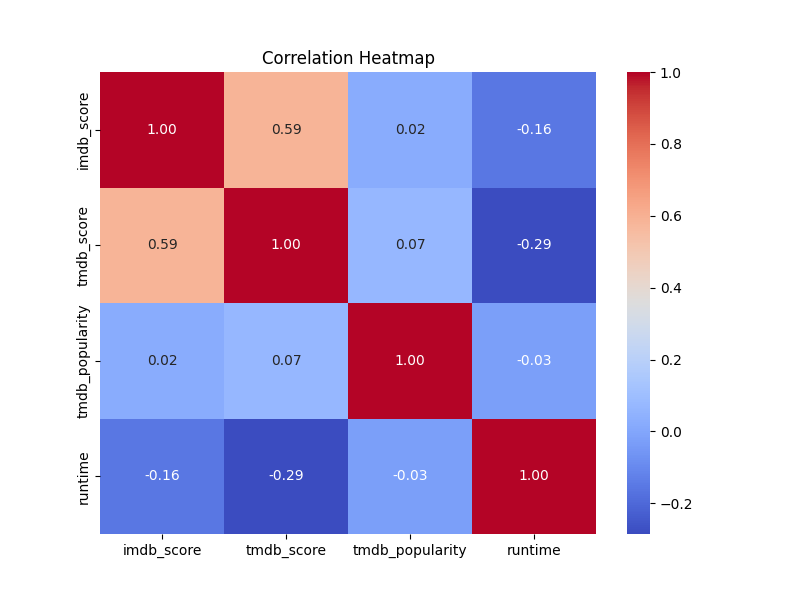 Correlation Heatmap
imdb_score 1.00 0.59 0.02 -0.16
tmdb_score 0.59 1.00 0.07 -0.29
tmdb_popularity 0.02 0.07 1.00 -0.03
runtime -0.16 -0.29 -0.03 1.00
imdb_score tmdb_score tmdb_popularity runtime
1.0
0.8
0.6
0.4
0.2
0.0
−0.2